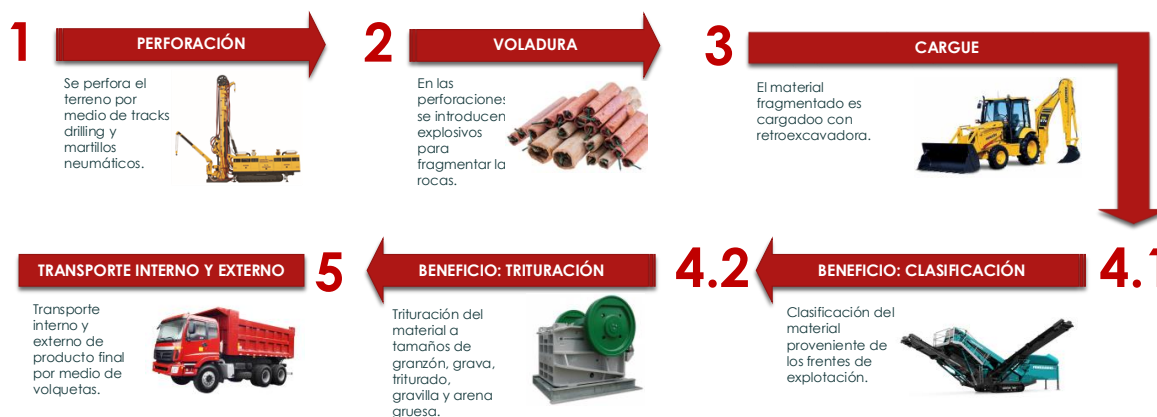 1
PERFORACIÓN
Se perfora el
terreno por
medio de tracks
drilling y
martillos
neumáticos.
2
VOLADURA
En las
perforaciones
se introducen
explosivos
para
fragmentar la
rocas.
3
CARGUE
El material
fragmentado es
cargadoo con
retroexcavadora.
4.1
BENEFICIO: CLASIFICACIÓN
Clasificación del
material
proveniente de
los frentes de
explotación.
4.2
BENEFICIO: TRITURACIÓN
Trituración del
material a
tamaños de
granzón, grava,
triturado,
gravilla y arena
gruesa.
5
TRANSPORTE INTERNO Y EXTERNO
Transporte
interno y
externo de
producto final
por medio de
volquetas.